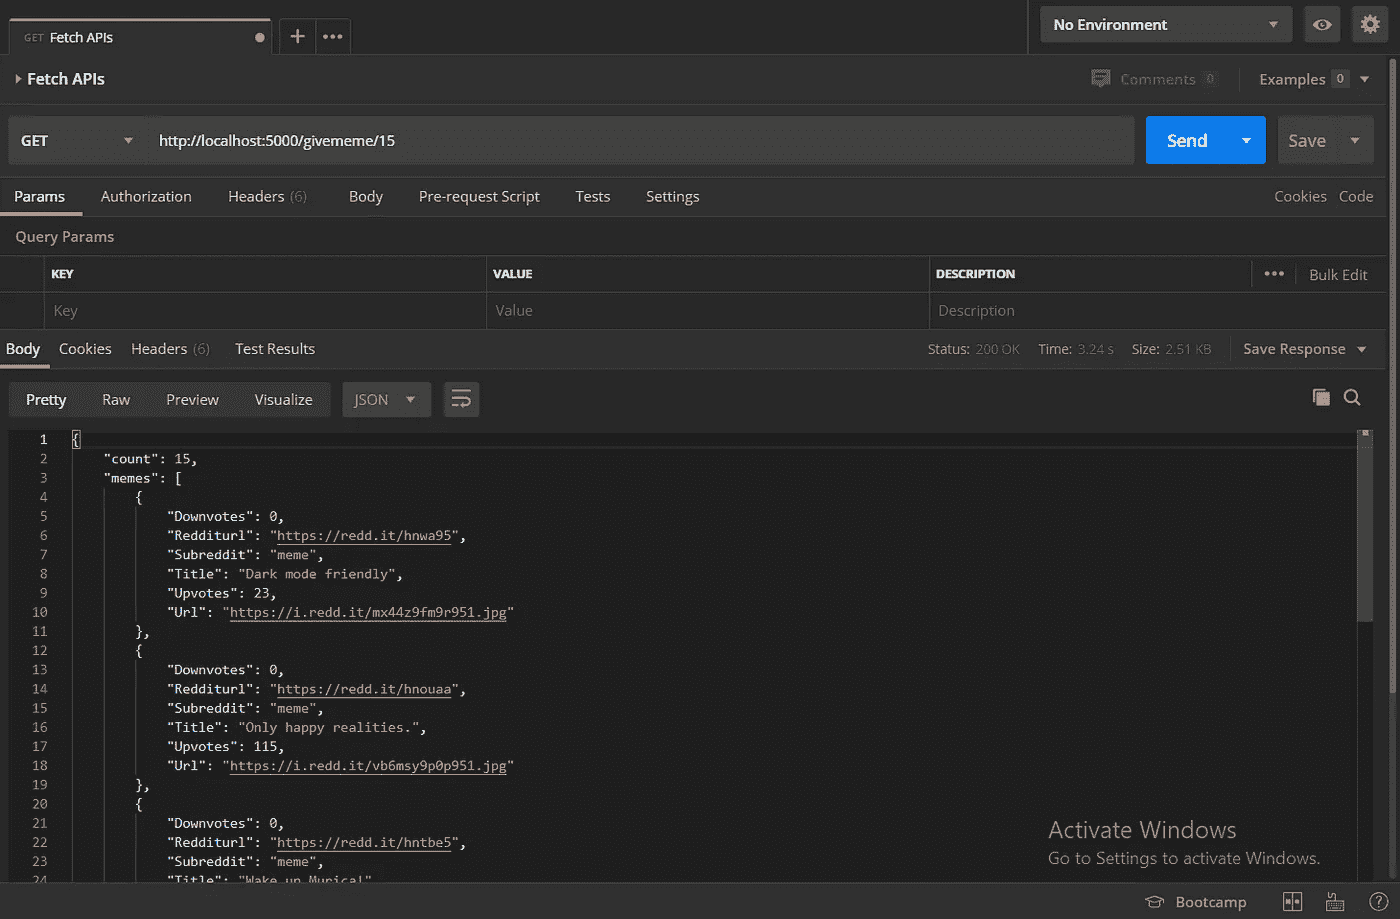 GET Fetch APIs
No Environment
Fetch APIs
Comments 0
Examples 0
GET
http://localhost:5000/givememe/15
Send
Save
Params Authorization Headers (6) Body Pre-request Script Tests Settings Cookies Code
Query Params
KEY VALUE DESCRIPTION Bulk Edit
Key Value Description
Body Cookies Headers (6) Test Results Status: 200 OK Time: 3.24 s Size: 2.51 KB Save Response
Pretty Raw Preview Visualize JSON
1 {
2 "count": 15,
3 "memes": [
4 {
5 "Downvotes": 0,
6 "Redditurl": "https://redd.it/hnwa95",
7 "Subreddit": "meme",
8 "Title": "Dark mode friendly",
9 "Upvotes": 23,
10 "Url": "https://i.redd.it/mx44z9fm9r951.jpg"
11 },
12 {
13 "Downvotes": 0,
14 "Redditurl": "https://redd.it/hnouaa",
15 "Subreddit": "meme",
16 "Title": "Only happy realities.",
17 "Upvotes": 115,
18 "Url": "https://i.redd.it/vb6msy9p0p951.jpg"
19 },
20 {
21 "Downvotes": 0,
22 "Redditurl": "https://redd.it/hntbe5",
23 "Subreddit": "meme",
24 "Title": "Wake up Murica!"
Activate Windows
Go to Settings to activate Windows.
Bootcamp